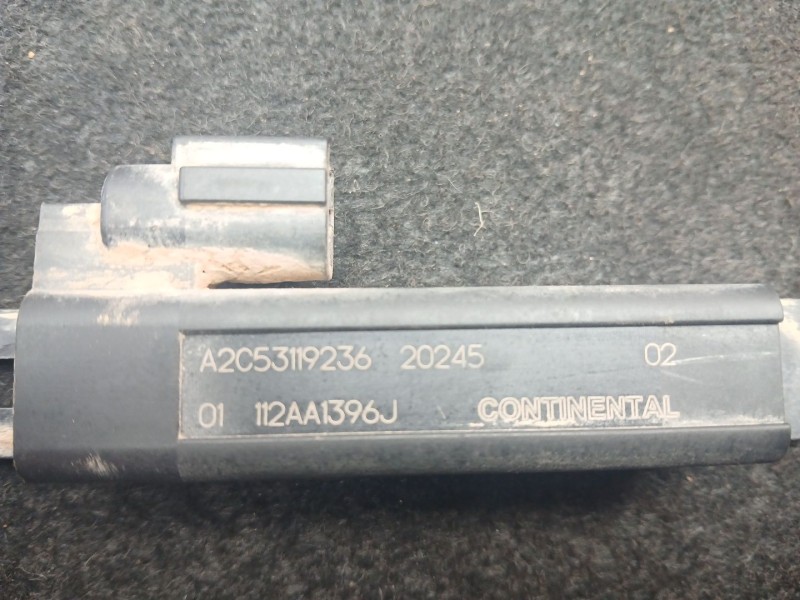 A2C53119236 20245 02
01 112AA1396J CONTINENTAL